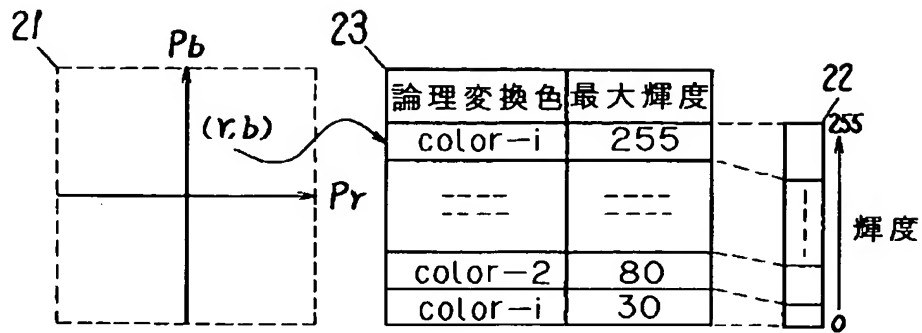 21
Pb
(r,b)
Pr
23
論理変換色 最大輝度
color-i 255
color-2 80
color-i 30
22
255
輝度
0